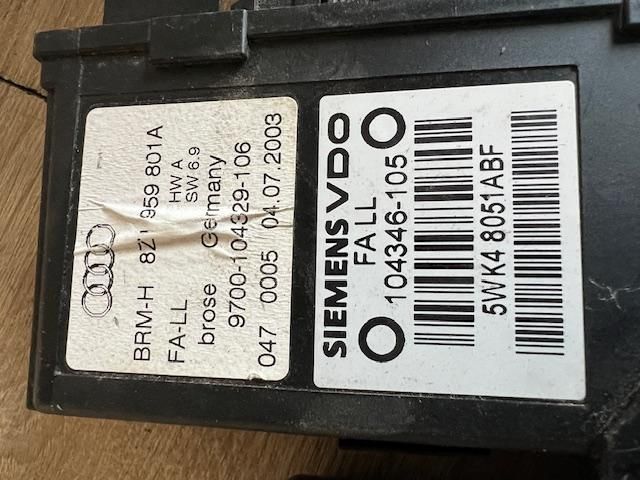 BRM-H 8Z1 959 801A
FA-LL HW A
SW 6.9
brose Germany
9700-104329-106
047 0005 04.07.2003
SIEMENS VDO
FA LL
104346-105
5WK4 8051ABF